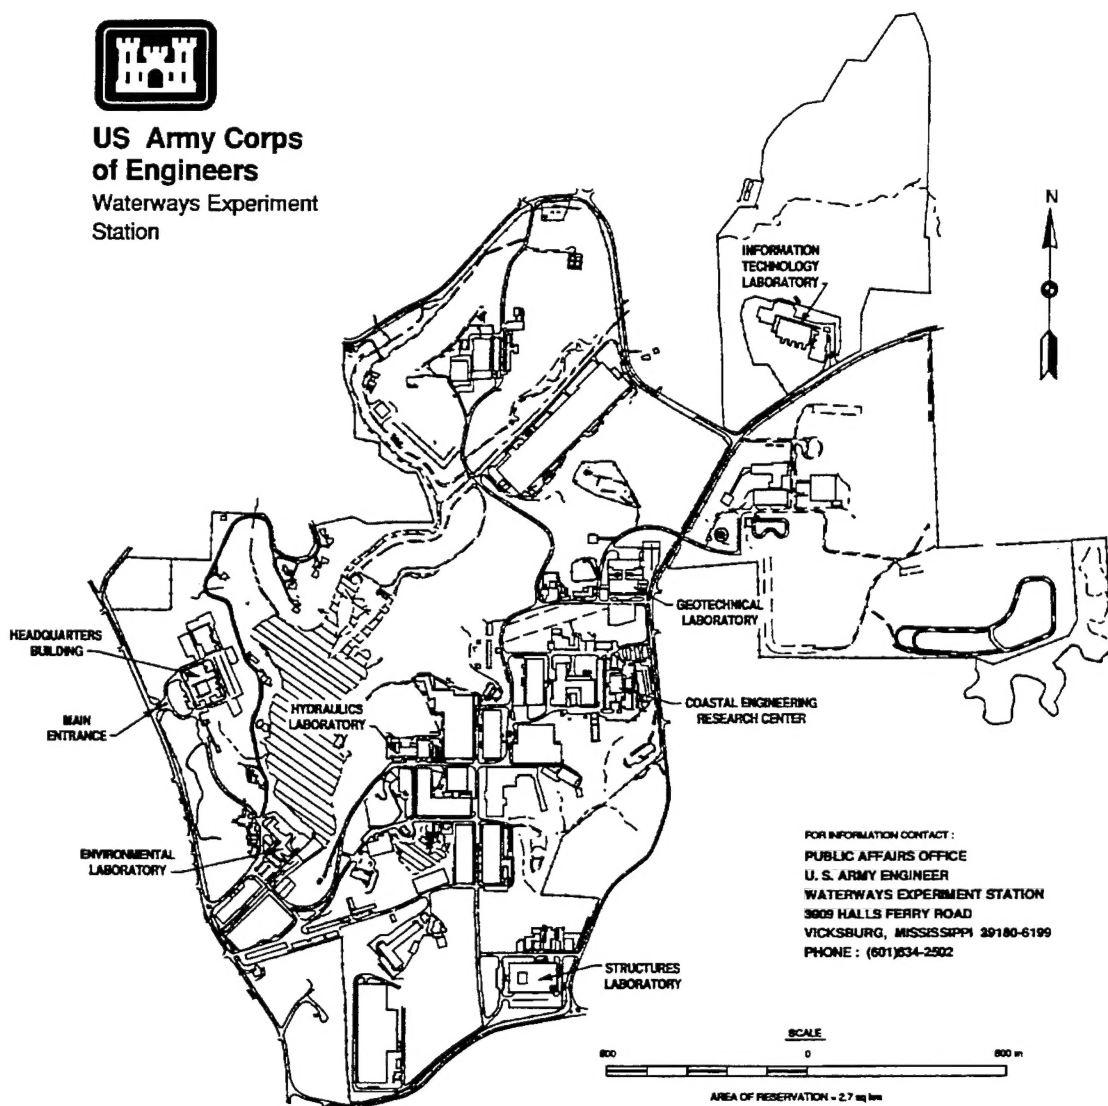 US Army Corps
of Engineers
Waterways Experiment
Station
N
INFORMATION
TECHNOLOGY
LABORATORY
GEOTECHNICAL
LABORATORY
HEADQUARTERS
BUILDING
MAIN
ENTRANCE
HYDRAULICS
LABORATORY
COASTAL ENGINEERING
RESEARCH CENTER
ENVIRONMENTAL
LABORATORY
FOR INFORMATION CONTACT :
PUBLIC AFFAIRS OFFICE
U. S. ARMY ENGINEER
WATERWAYS EXPERIMENT STATION
3909 HALLS FERRY ROAD
VICKSBURG, MISSISSIPPI 39180-6199
PHONE : (601)634-2502
STRUCTURES
LABORATORY
SCALE
0
m
AREA OF RESERVATION = 2.7 sq km